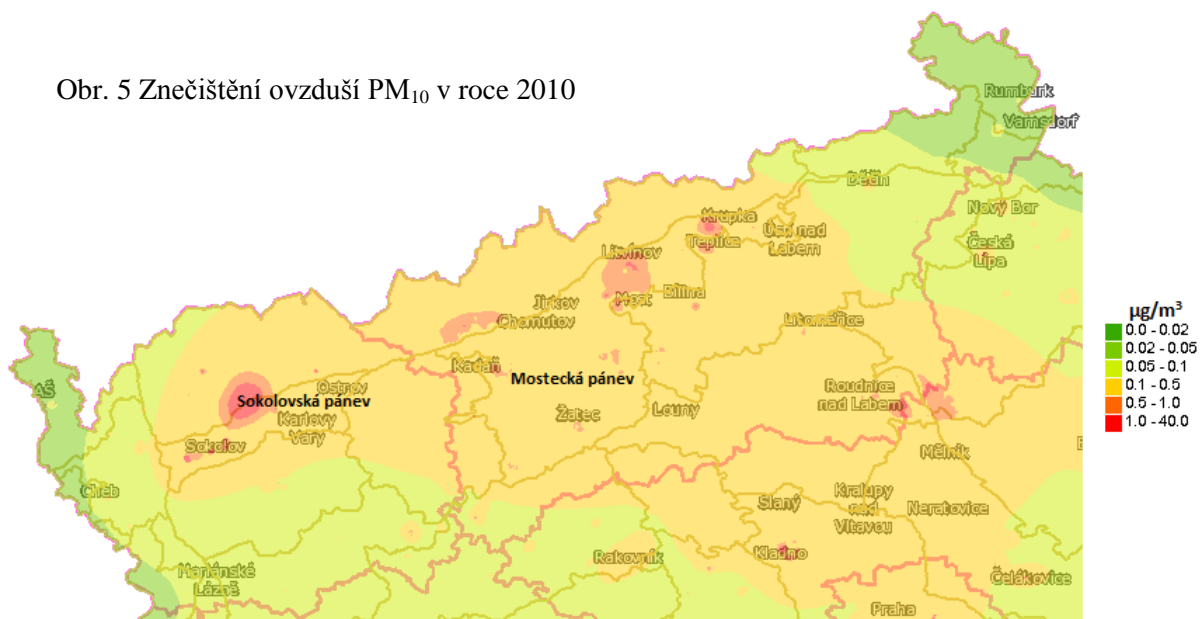 Obr. 5 Znečištění ovzduší PM10 v roce 2010
Rumburk
Varnsdorf
Děčín
Nový Bor
Krupka
Teplice
Ústí nad
Labem
Česká
Lípa
Litvínov
Most
Bílina
Jirkov
Chomutov
Litoměřice
µg/m³
0.0 - 0.02
0.02 - 0.05
0.05 - 0.1
0.1 - 0.5
0.5 - 1.0
1.0 - 40.0
Kadaň
Mostecká pánev
Roudnice
nad Labem
AŠ
Ostrov
Sokolovská pánev
Karlovy
Vary
Žatec
Louny
Sokolov
Mělník
Cheb
Slaný
Kralupy
nad
Vltavou
Neratovice
Rakovník
Kladno
Mariánské
Lázně
Čelákovice
Praha